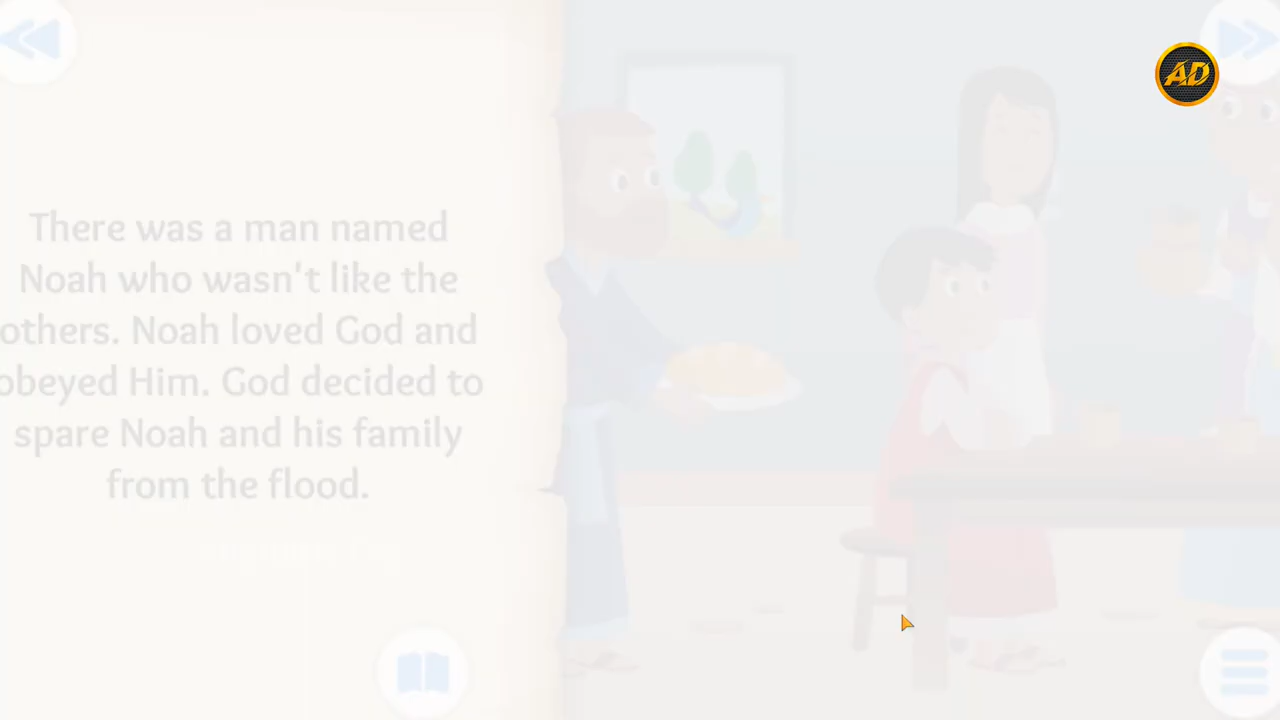 AD
There was a man named
Noah who wasn't like the
others. Noah loved God and
obeyed Him. God decided to
spare Noah and his family
from the flood.